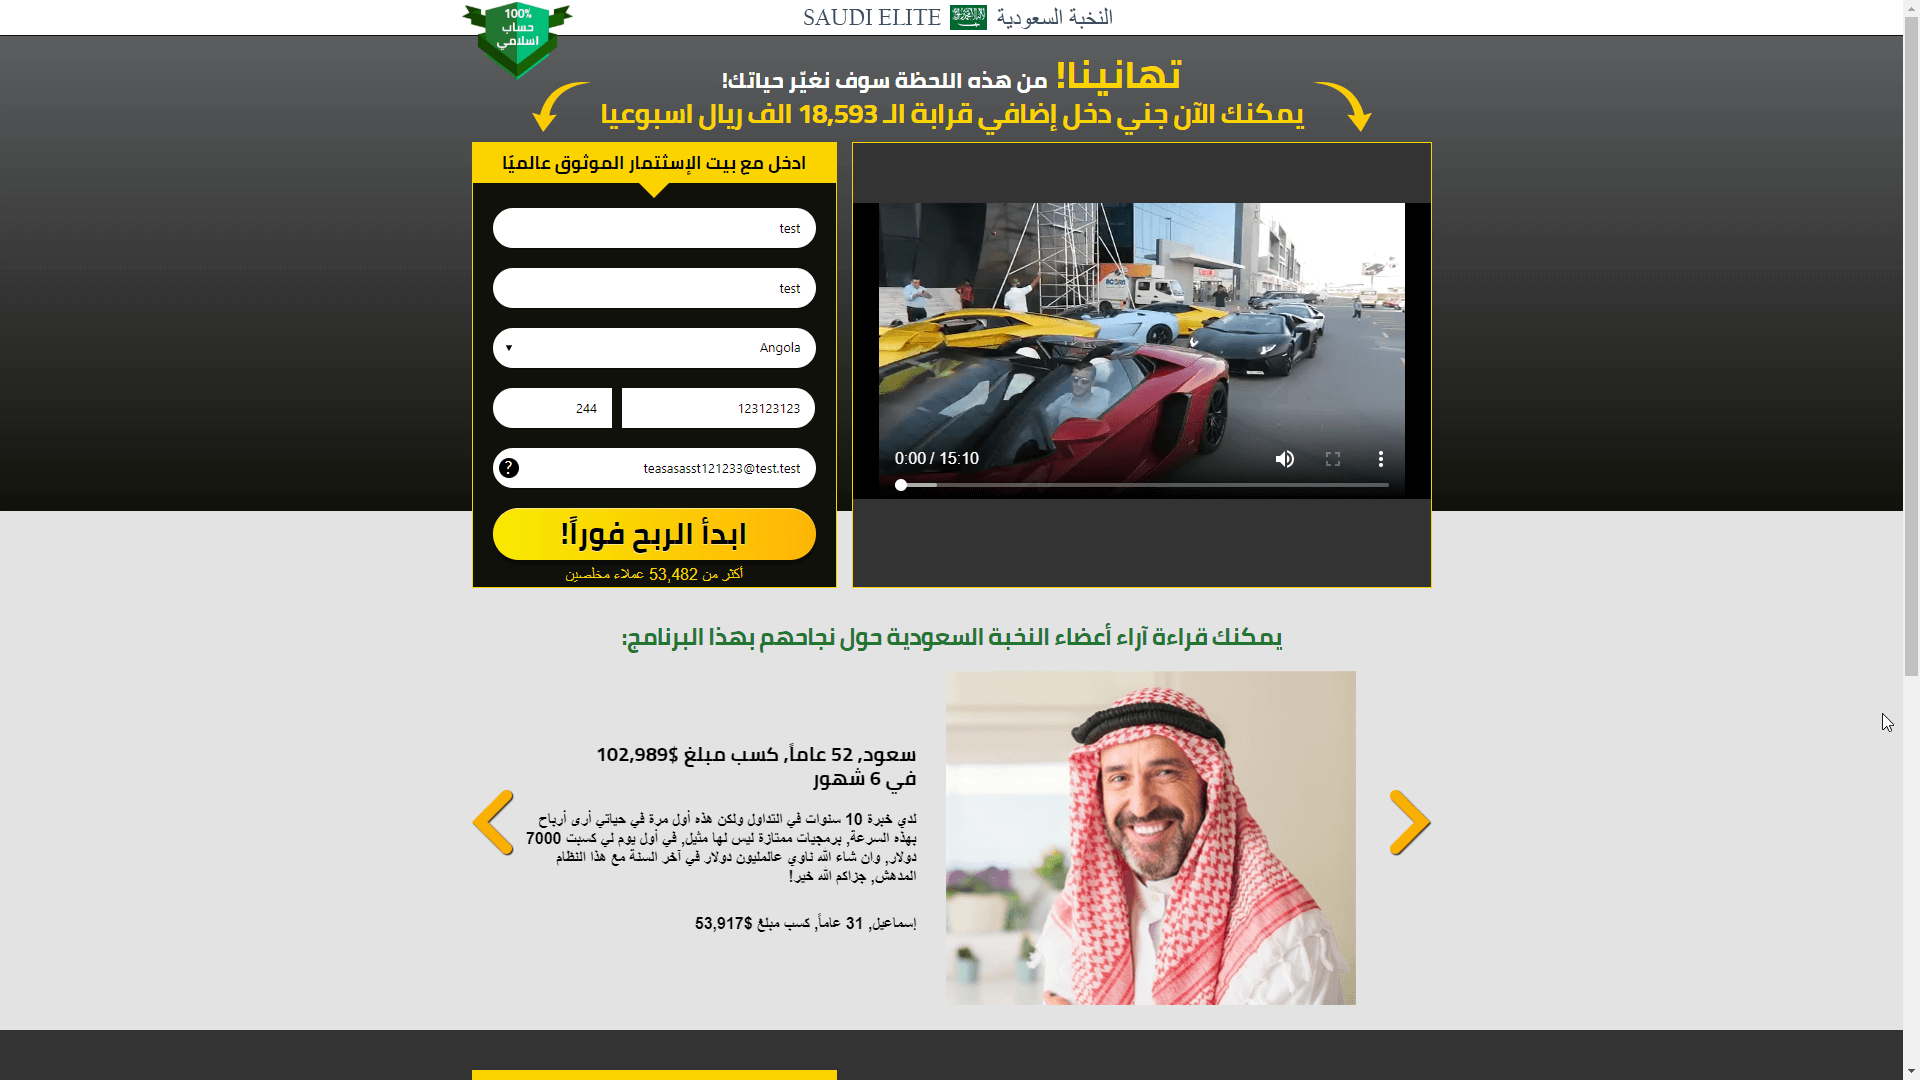 100%
حساب
اسلامي
النخبة السعودية SAUDI ELITE
تهانينا! من هذه اللحظة سوف نغيّر حياتك!
يمكنك الآن جني دخل إضافي قرابة الـ 18,593 الف ريال اسبوعيا
ادخل مع بيت الإستثمار الموثوق عالميًا
test
test
Angola
244
123123123
teasasasst121233@test.test
?
ابدأ الربح فوراً!
أكثر من 53,482 عملاء مخلصين
0:00 / 15:10
يمكنك قراءة آراء أعضاء النخبة السعودية حول نجاحهم بهذا البرنامج:
سعود, 52 عاماً, كسب مبلغ $102,989
في 6 شهور
لدي خبرة 10 سنوات في التداول ولكن هذه أول مرة في حياتي أرى أرباح
بهذه السرعة, برمجيات ممتازة ليس لها مثيل, في أول يوم لي كسبت 7000
دولار, وان شاء الله ناوي عالمليون دولار في آخر السنة مع هذا النظام
المدهش, جزاكم الله خير!
إسماعيل, 31 عاماً, كسب مبلغ $53,917